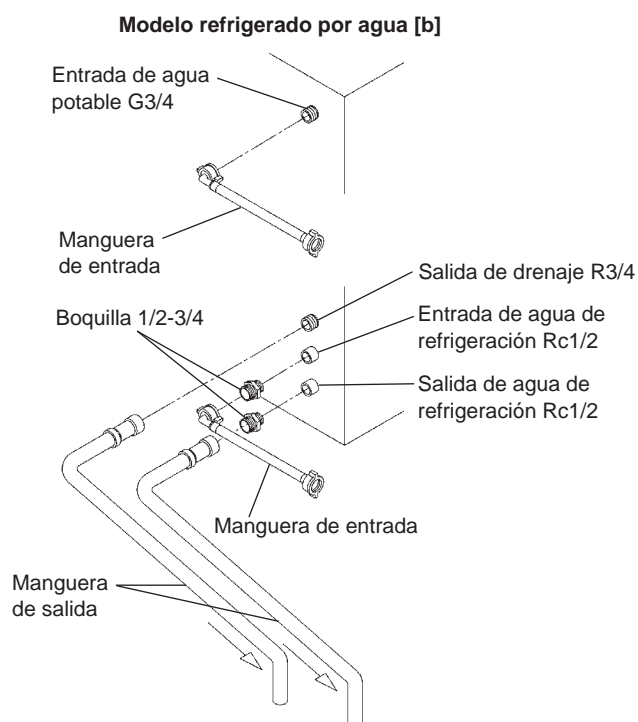 Modelo refrigerado por agua [b]
Entrada de agua
potable G3/4
Manguera
de entrada
Salida de drenaje R3/4
Boquilla 1/2-3/4
Entrada de agua de
refrigeración Rc1/2
Salida de agua de
refrigeración Rc1/2
Manguera de entrada
Manguera
de salida